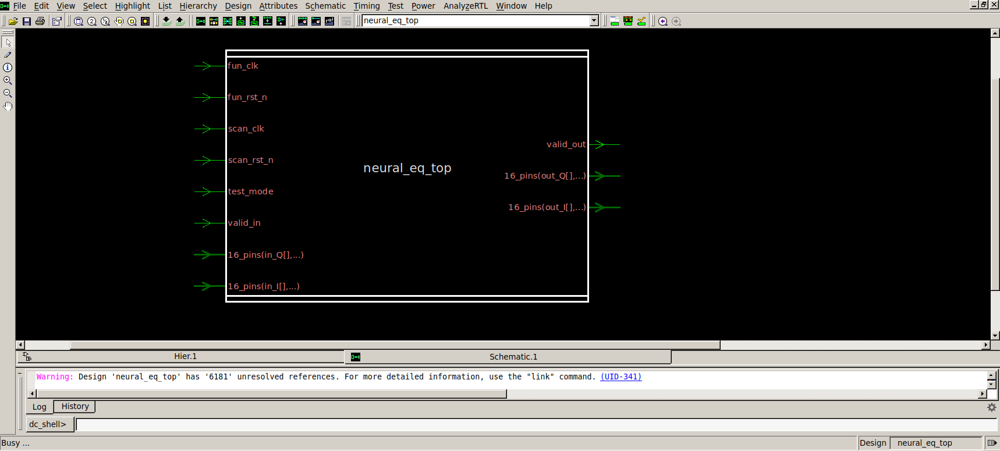 File Edit View Select Highlight List Hierarchy Design Attributes Schematic Timing Test Power AnalyzeRTL Window Help
neural_eq_top
fun_clk
fun_rst_n
scan_clk
scan_rst_n
test_mode
valid_in
16_pins(in_Q[],...)
16_pins(in_I[],...)
neural_eq_top
valid_out
16_pins(out_Q[],...)
16_pins(out_I[],...)
Hier.1 Schematic.1
Warning: Design 'neural_eq_top' has '6181' unresolved references. For more detailed information, use the "link" command. (UID-341)
Log History
dc_shell>
Busy ... Design neural_eq_top